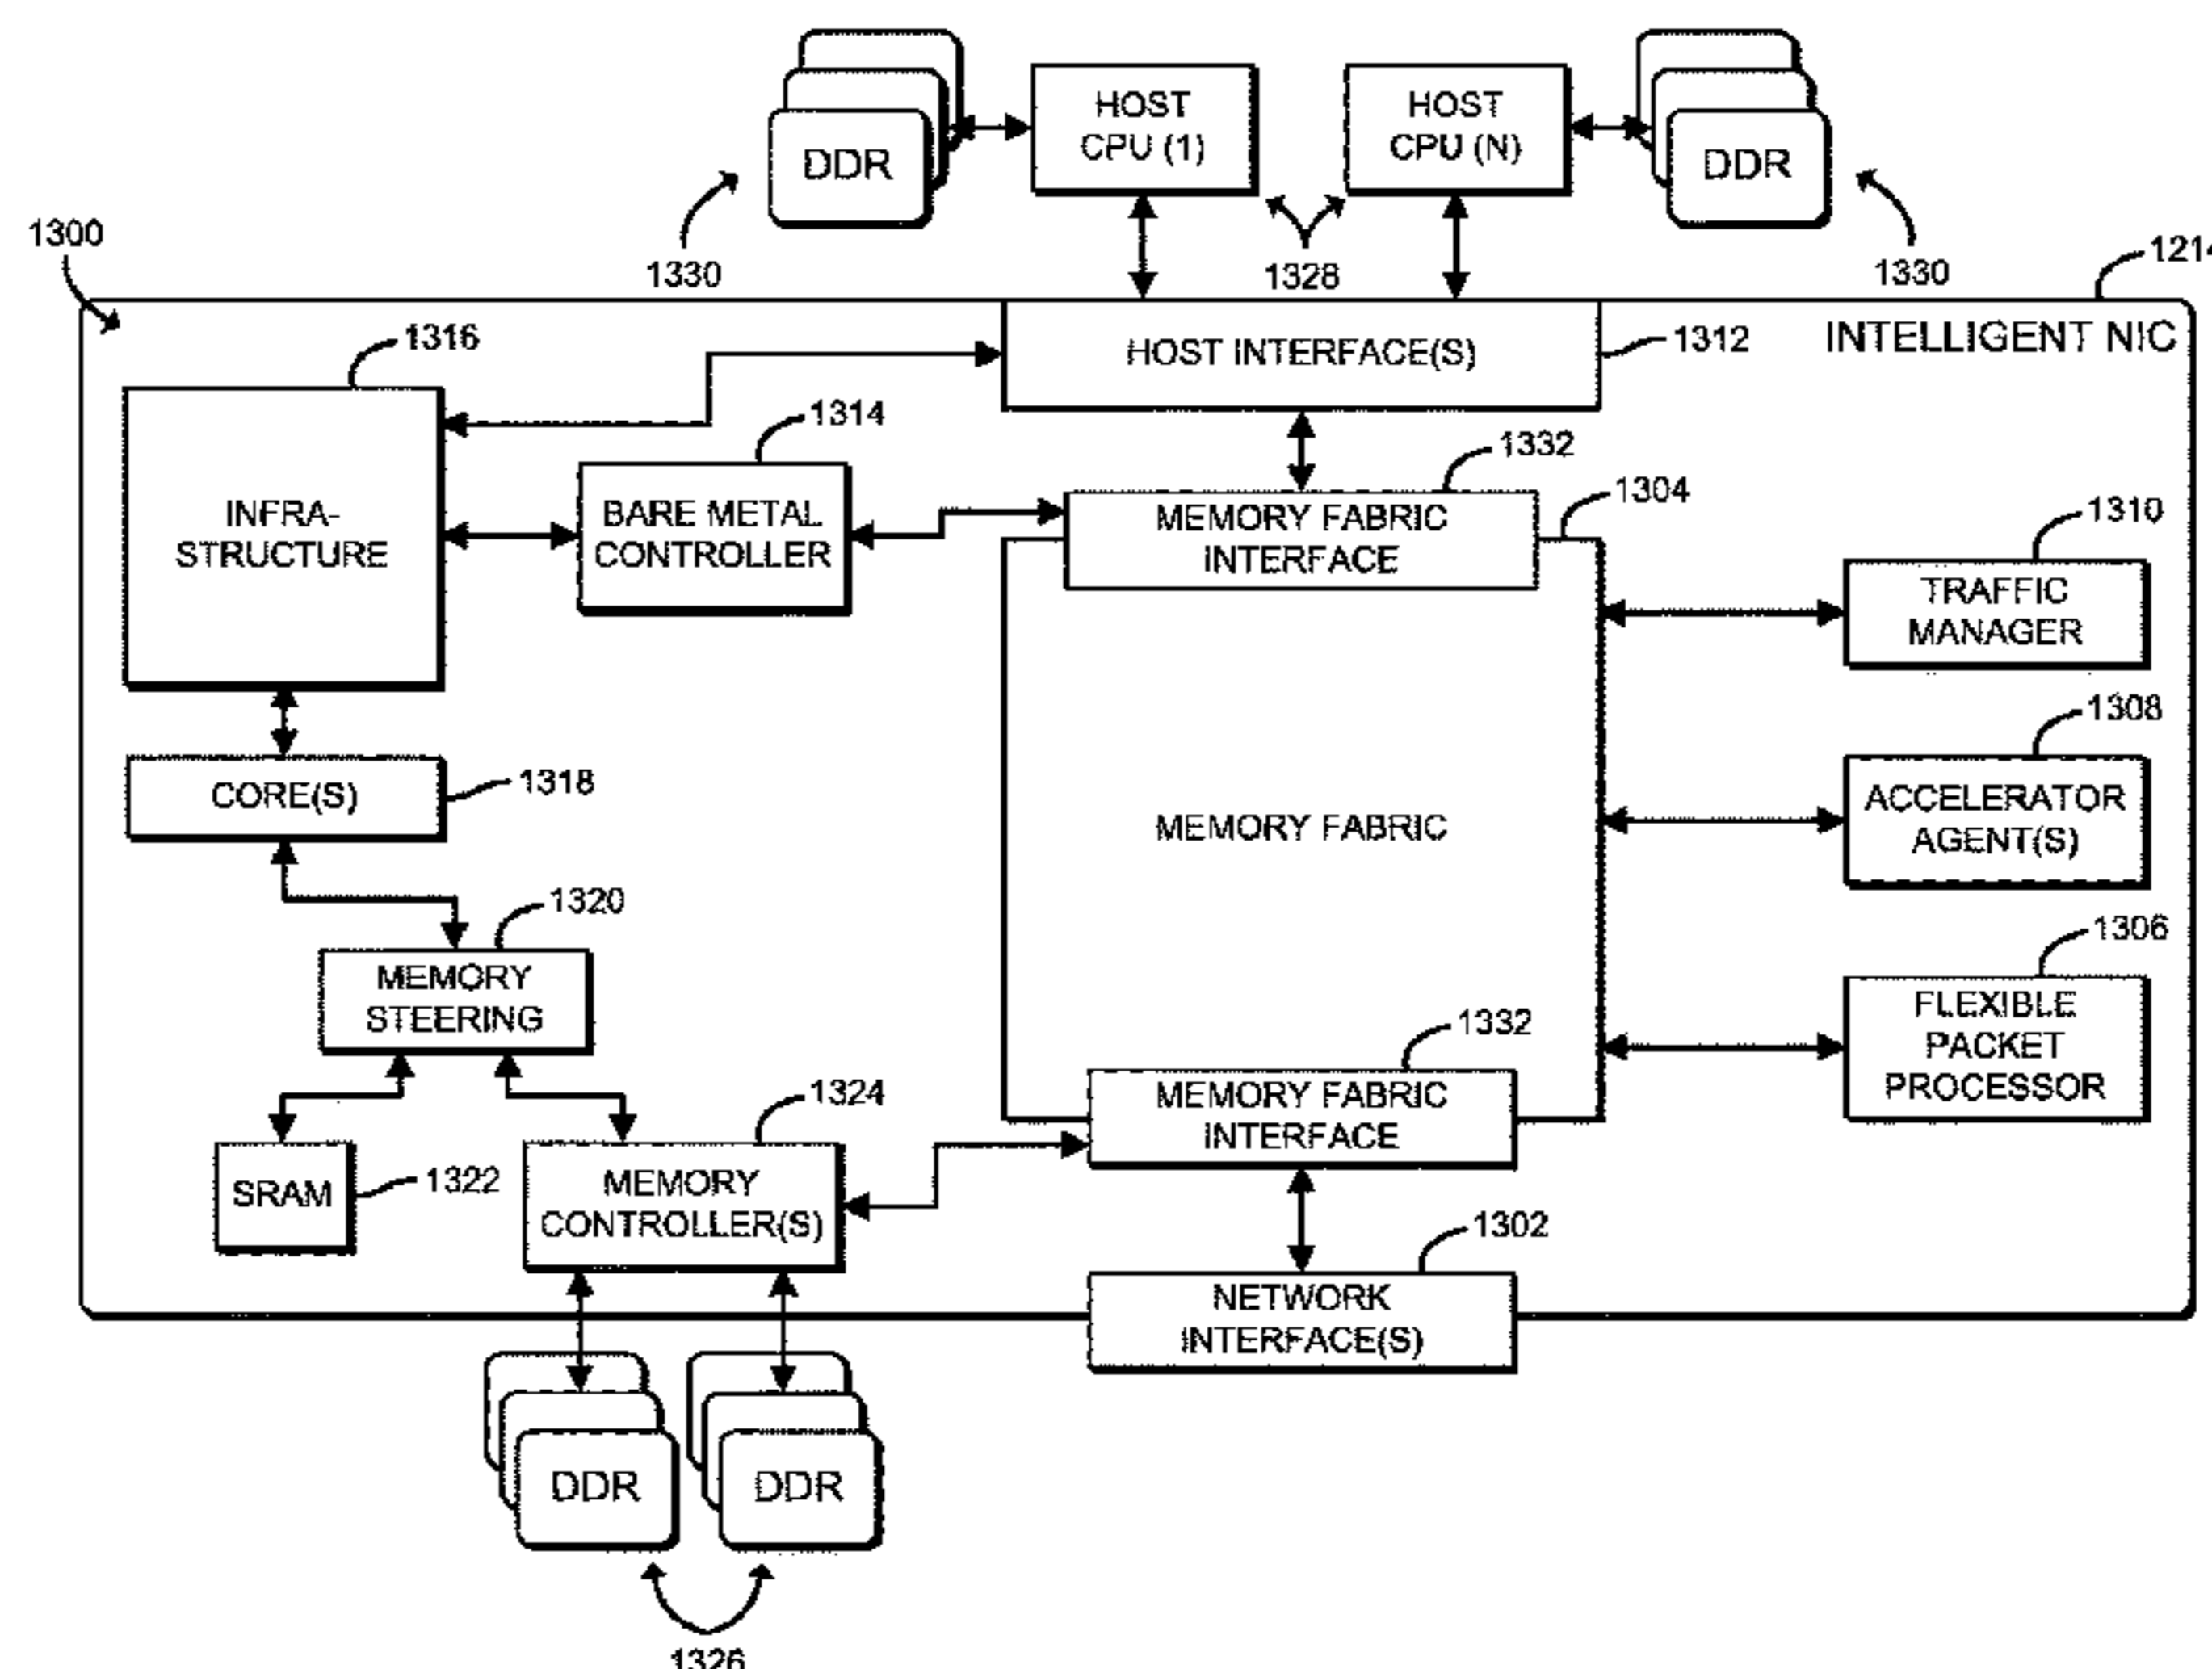 DDR
HOST
CPU (1)
HOST
CPU (N)
DDR
1330
1328
1330
1300
1214
INTELLIGENT NIC
HOST INTERFACE(S)
1312
1316
INFRA-
STRUCTURE
1314
BARE METAL
CONTROLLER
1332
MEMORY FABRIC
INTERFACE
1304
1310
TRAFFIC
MANAGER
1318
CORE(S)
MEMORY FABRIC
1308
ACCELERATOR
AGENT(S)
1320
MEMORY
STEERING
1306
FLEXIBLE
PACKET
PROCESSOR
1332
MEMORY FABRIC
INTERFACE
1324
MEMORY
CONTROLLER(S)
SRAM
1322
1302
NETWORK
INTERFACE(S)
DDR
DDR
1326